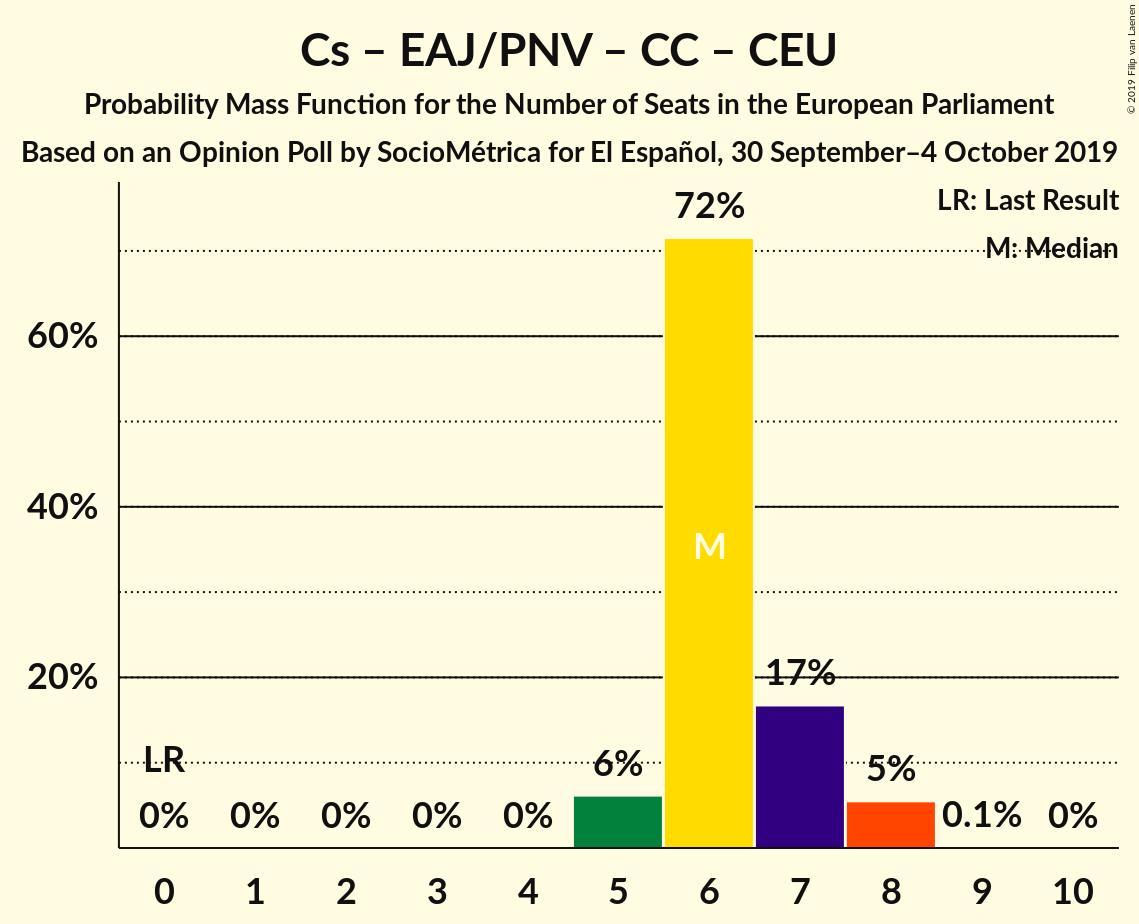 Cs – EAJ/PNV – CC – CEU
Probability Mass Function for the Number of Seats in the European Parliament
Based on an Opinion Poll by SocioMétrica for El Español, 30 September–4 October 2019
© 2019 Filip van Laenen
LR: Last Result
M: Median
72%
60%
40%
M
20%
17%
LR
6%
5%
0% 0% 0% 0% 0% 0.1% 0%
0 1 2 3 4 5 6 7 8 9 10